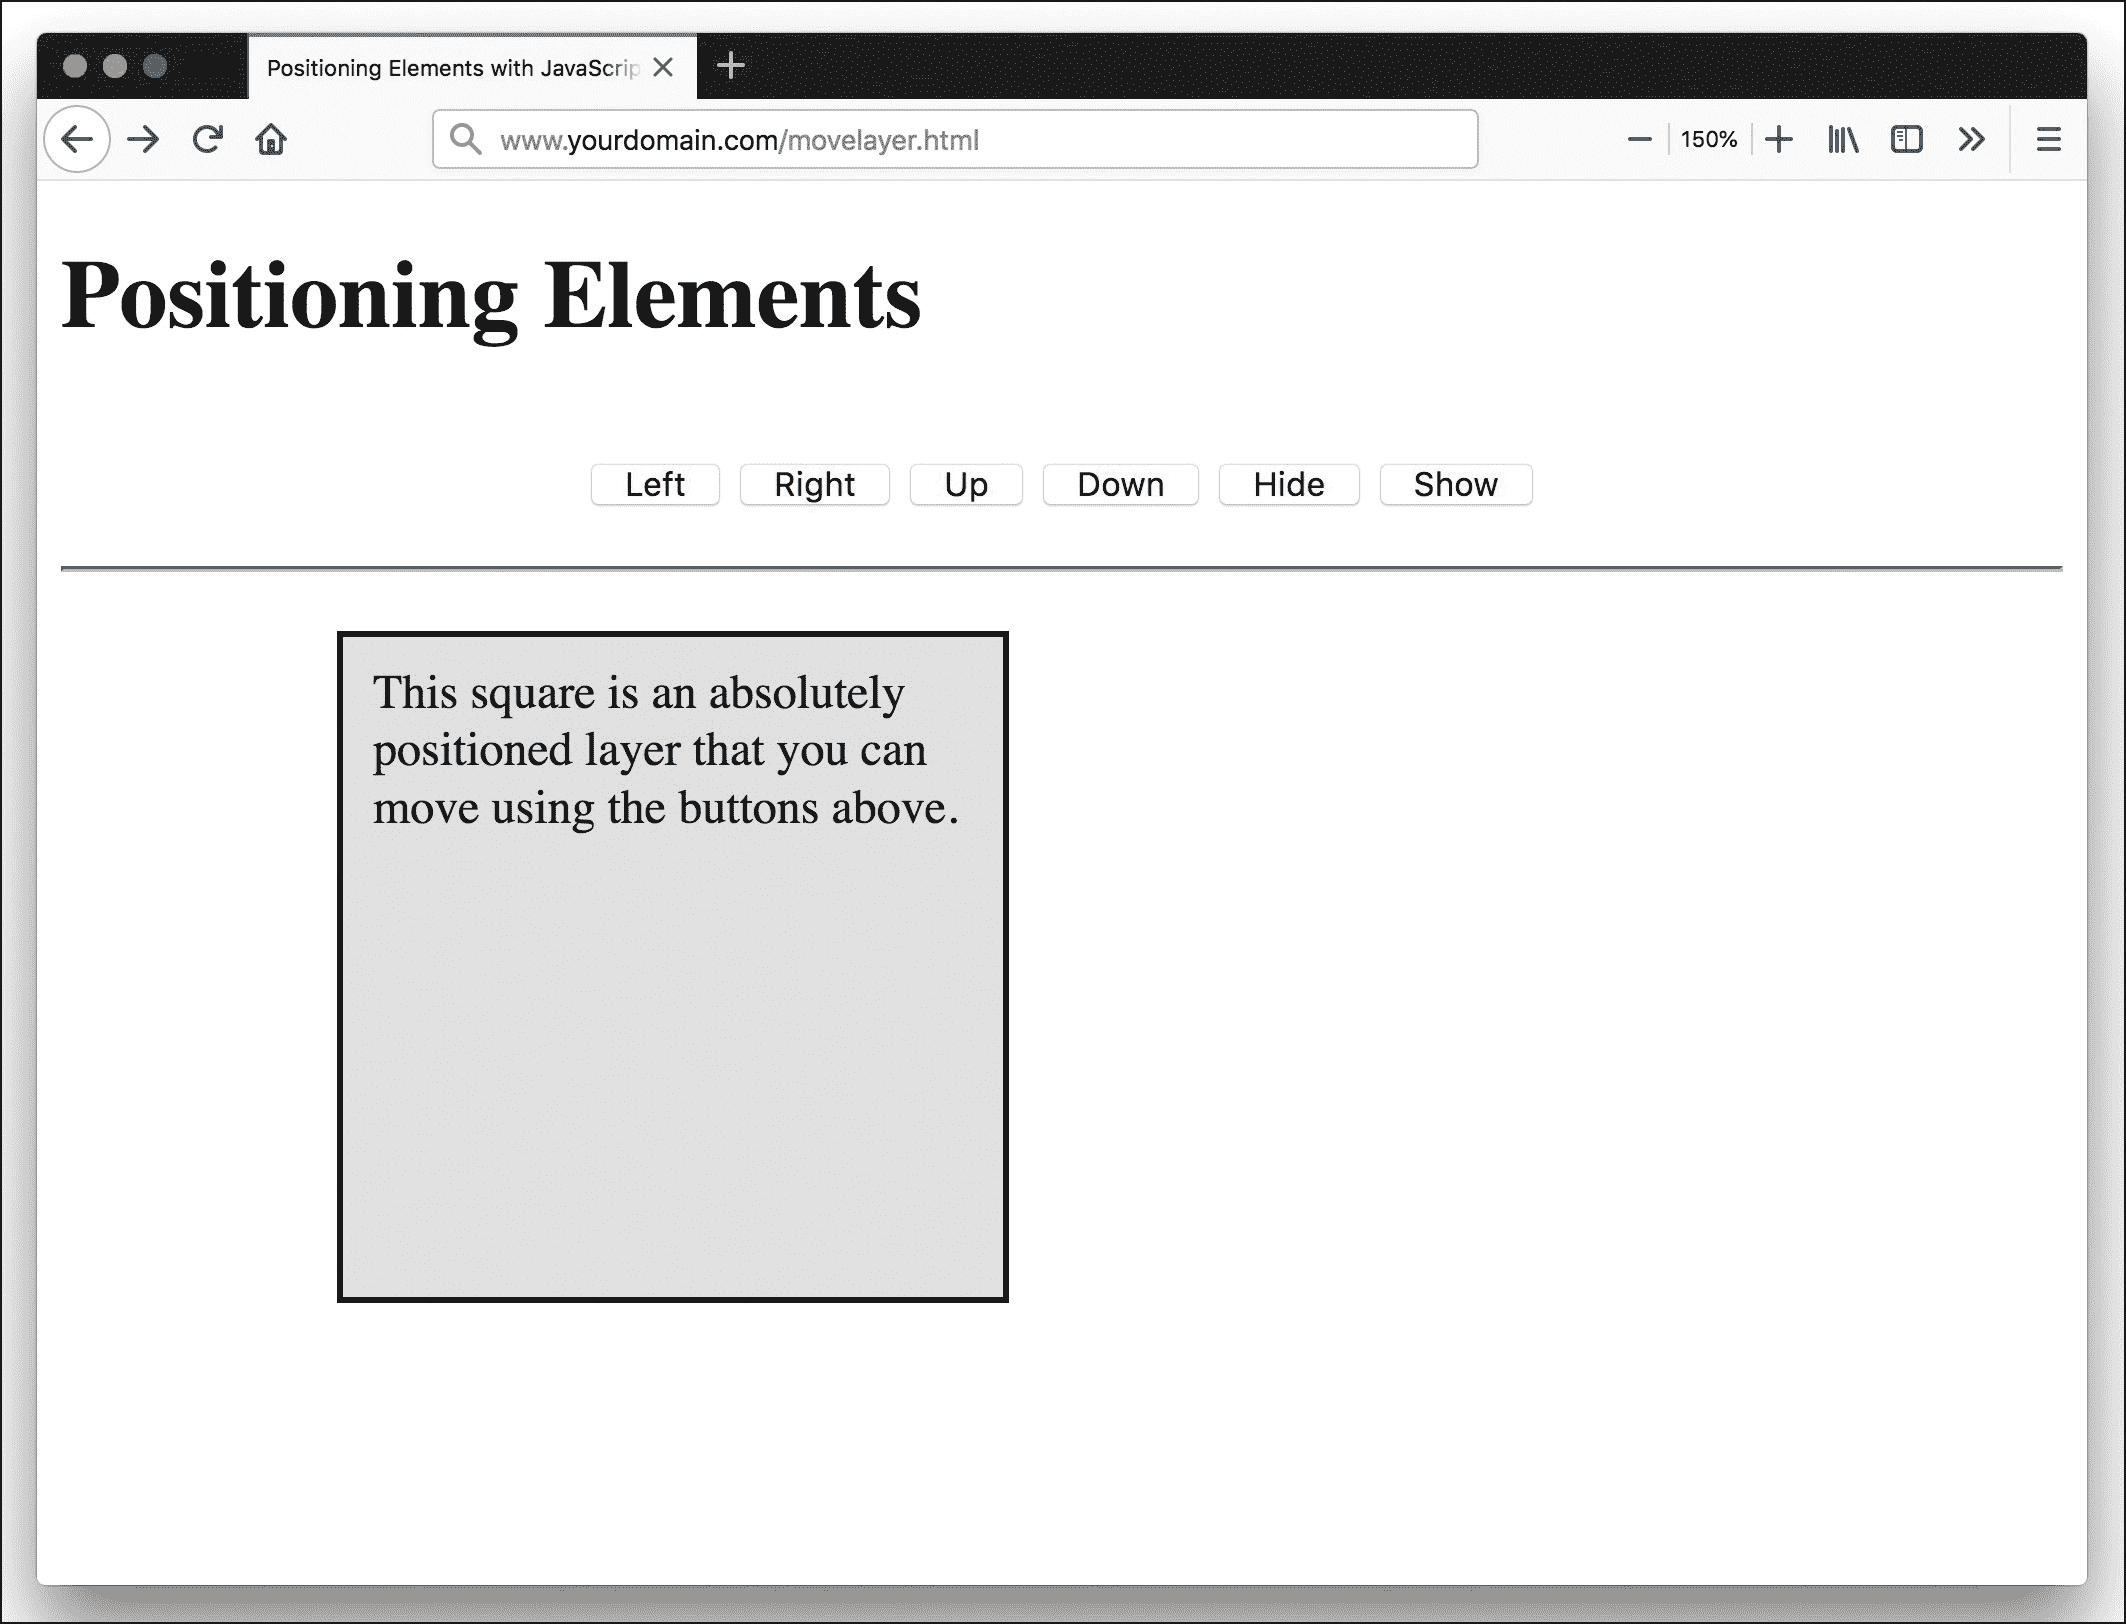 Positioning Elements with JavaScrip
www.yourdomain.com/movelayer.html
150%
Positioning Elements
Left Right Up Down Hide Show
This square is an absolutely
positioned layer that you can
move using the buttons above.